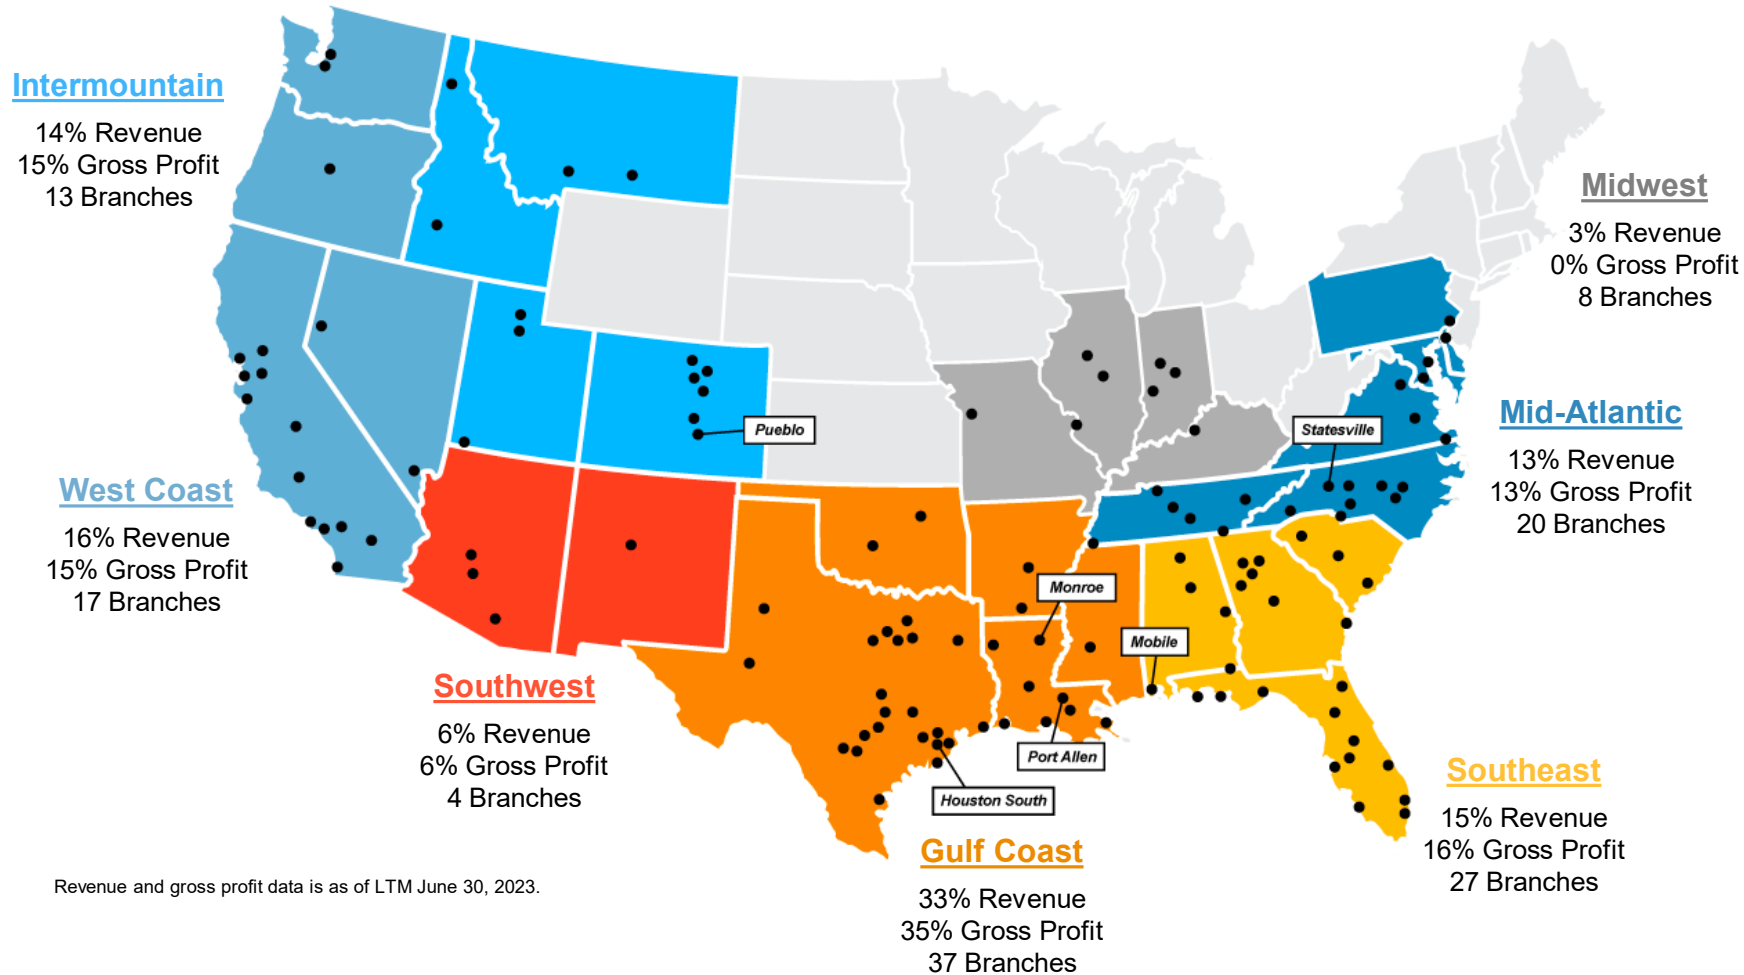 Intermountain
14% Revenue
15% Gross Profit
13 Branches
Midwest
3% Revenue
0% Gross Profit
8 Branches
Mid-Atlantic
13% Revenue
13% Gross Profit
20 Branches
Statesville
Pueblo
West Coast
16% Revenue
15% Gross Profit
17 Branches
Monroe
Mobile
Southwest
6% Revenue
6% Gross Profit
4 Branches
Port Allen
Houston South
Southeast
15% Revenue
16% Gross Profit
27 Branches
Gulf Coast
33% Revenue
35% Gross Profit
37 Branches
Revenue and gross profit data is as of LTM June 30, 2023.